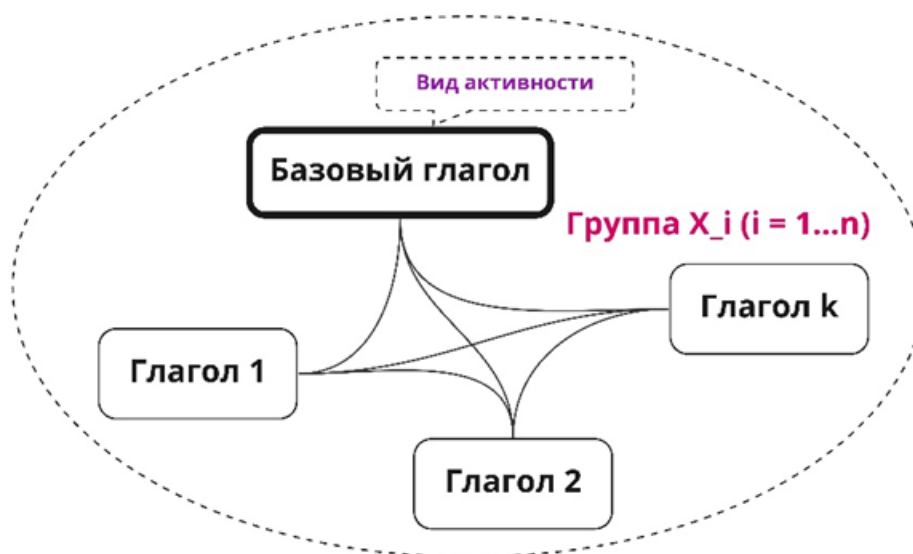 Вид активности
Базовый глагол
Группа X_i (i = 1...n)
Глагол k
Глагол 1
Глагол 2